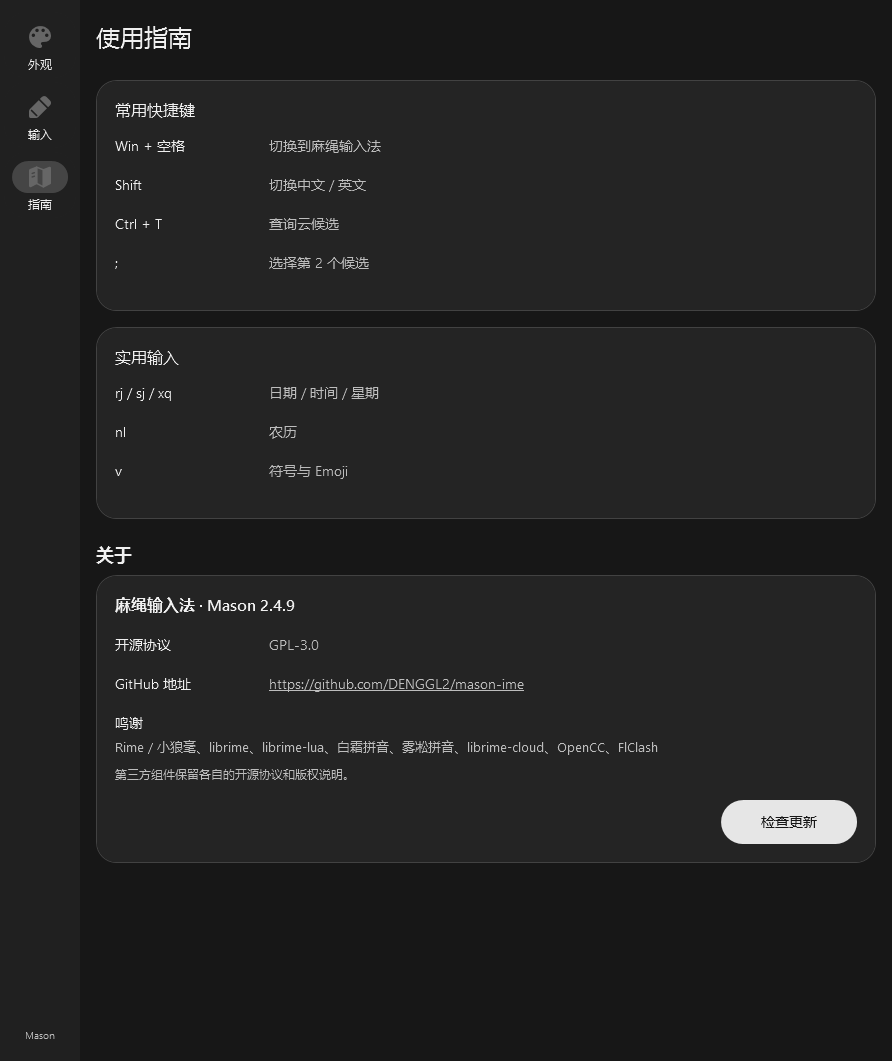 外观
输入
指南
使用指南
常用快捷键
Win + 空格 切换到麻绳输入法
Shift 切换中文 / 英文
Ctrl + T 查询云候选
; 选择第 2 个候选
实用输入
rj / sj / xq 日期 / 时间 / 星期
nl 农历
v 符号与 Emoji
关于
麻绳输入法 · Mason 2.4.9
开源协议 GPL-3.0
GitHub 地址 https://github.com/DENGGL2/mason-ime
鸣谢
Rime / 小狼毫、librime、librime-lua、白霜拼音、雾凇拼音、librime-cloud、OpenCC、FlClash
第三方组件保留各自的开源协议和版权说明。
检查更新
Mason